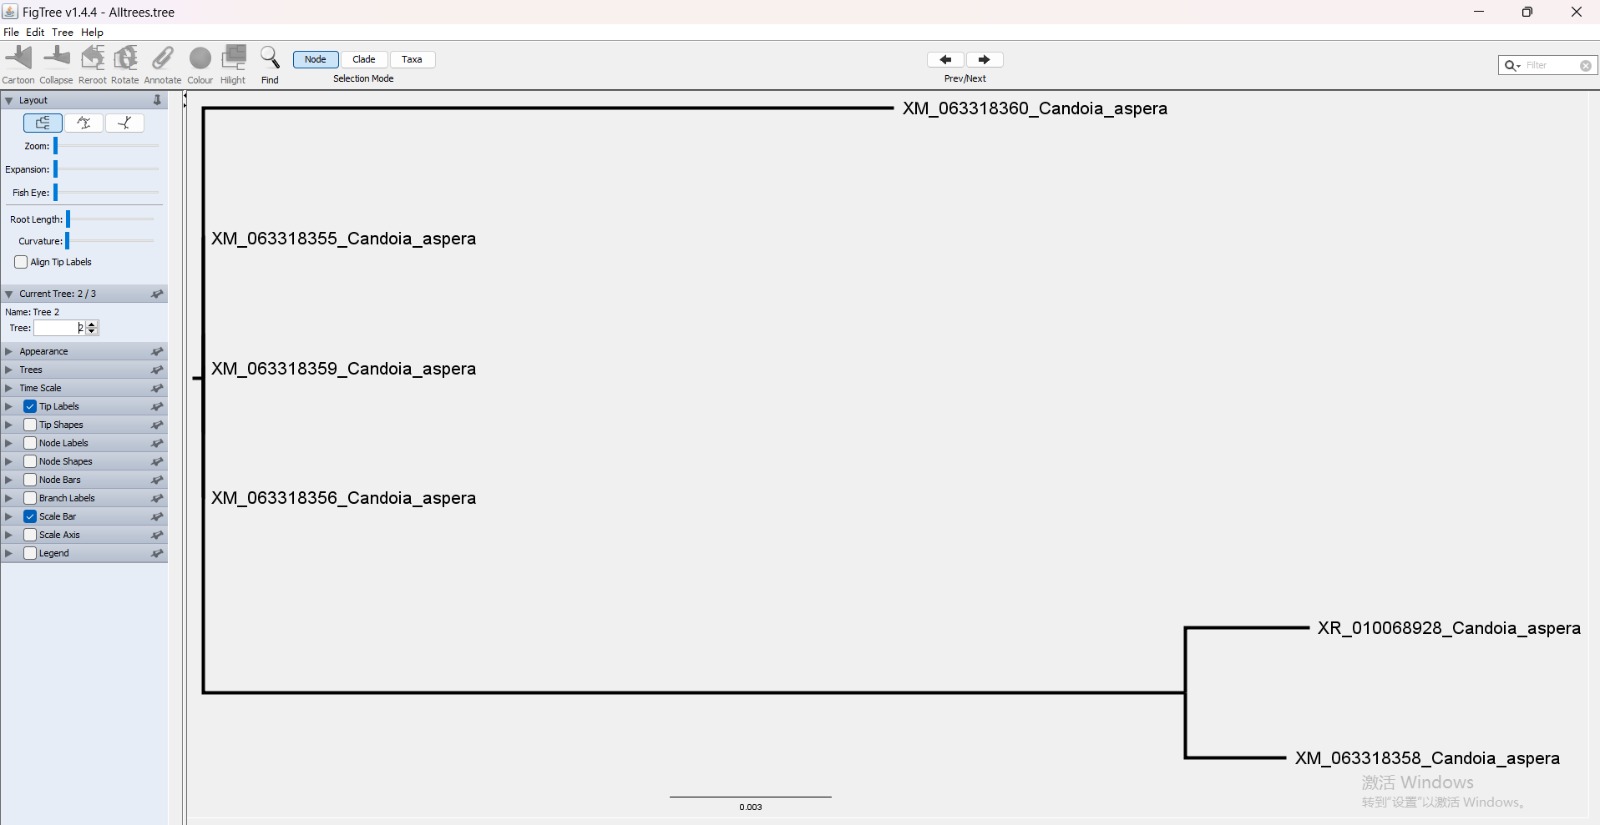 FigTree v1.4.4 - Alltrees.tree
File Edit Tree Help
Cartoon Collapse Reroot Rotate Annotate Colour Hilight Find
Node Clade Taxa
Selection Mode
Prev/Next
Filter
Layout
Zoom:
Expansion:
Fish Eye:
Root Length:
Curvature:
Align Tip Labels
Current Tree: 2 / 3
Name: Tree 2
Tree: 2
Appearance
Trees
Time Scale
Tip Labels
Tip Shapes
Node Labels
Node Shapes
Node Bars
Branch Labels
Scale Bar
Scale Axis
Legend
XM_063318360_Candoia_aspera
XM_063318355_Candoia_aspera
XM_063318359_Candoia_aspera
XM_063318356_Candoia_aspera
XR_010068928_Candoia_aspera
XM_063318358_Candoia_aspera
0.003
激活 Windows
转到"设置"以激活 Windows。